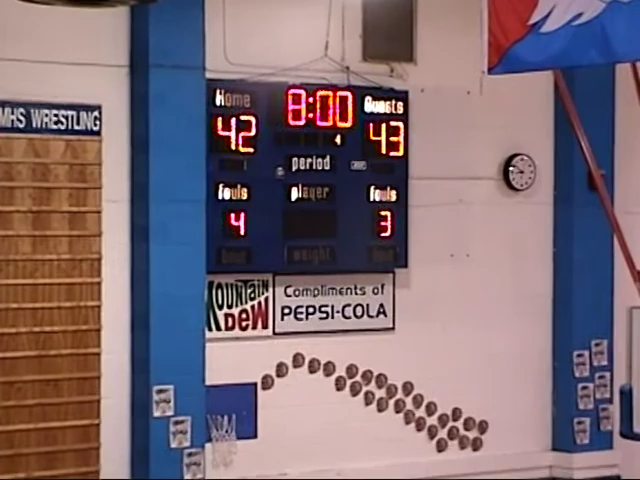 MHS WRESTLING
Home 8:00 Guests
42 4 43
period
fouls player fouls
4 3
weight
MOUNTAIN DEW
Compliments of
PEPSI-COLA